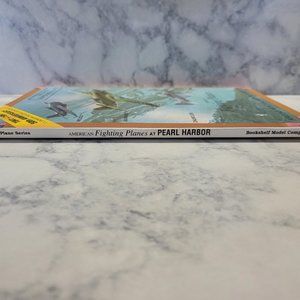 Plane Series AMERICAN Fighting Planes AT PEARL HARBOR Bookshelf Model Comp